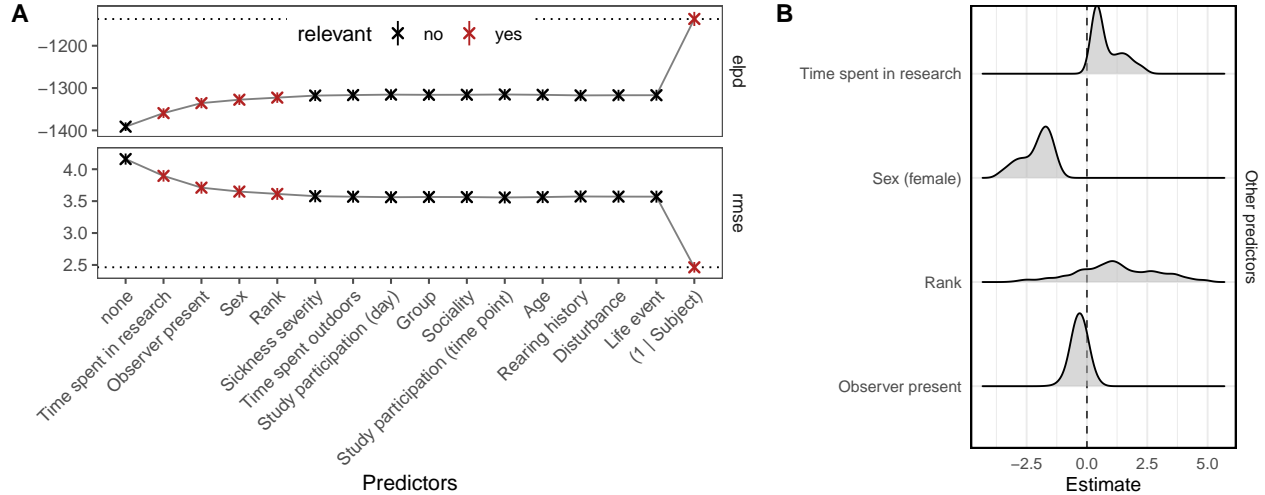 A
relevant no yes
−1200
−1300
−1400
elpd
4.0
3.5
3.0
2.5
rmse
none
Time spent in research
Observer present
Sex
Rank
Sickness severity
Time spent outdoors
Study participation (day)
Group
Sociality
Study participation (time point)
Age
Rearing history
Disturbance
Life event
(1 | Subject)
Predictors
B
Time spent in research
Sex (female)
Rank
Observer present
Other predictors
−2.5 0.0 2.5 5.0
Estimate